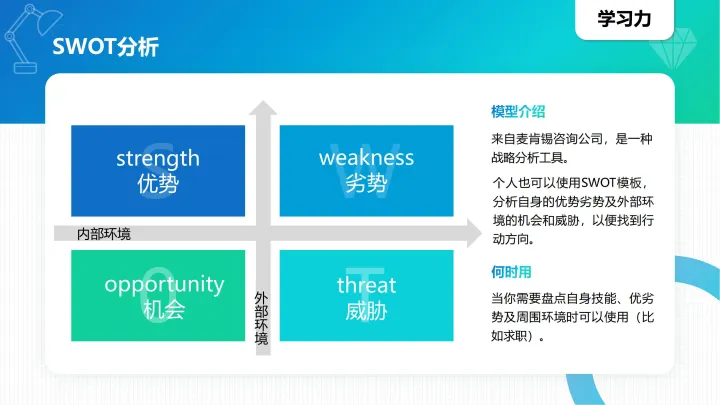 学习力
SWOT分析
S
strength
优势
W
weakness
劣势
内部环境
O
opportunity
机会
T
threat
威胁
外部环境
模型介绍
来自麦肯锡咨询公司，是一种
战略分析工具。
个人也可以使用SWOT模板，
分析自身的优势劣势及外部环
境的机会和威胁，以便找到行
动方向。
何时用
当你需要盘点自身技能、优劣
势及周围环境时可以使用（比
如求职）。